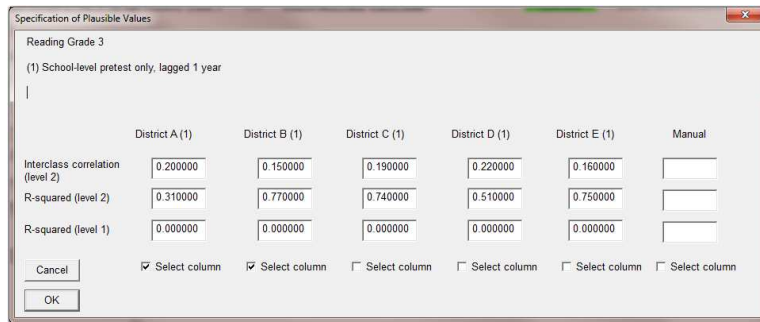 Specification of Plausible Values
Reading Grade 3
(1) School-level pretest only, lagged 1 year
District A (1) District B (1) District C (1) District D (1) District E (1) Manual
Interclass correlation
(level 2) 0.200000 0.150000 0.190000 0.220000 0.160000
R-squared (level 2) 0.310000 0.770000 0.740000 0.510000 0.750000
R-squared (level 1) 0.000000 0.000000 0.000000 0.000000 0.000000
Cancel Select column Select column Select column Select column Select column Select column
OK